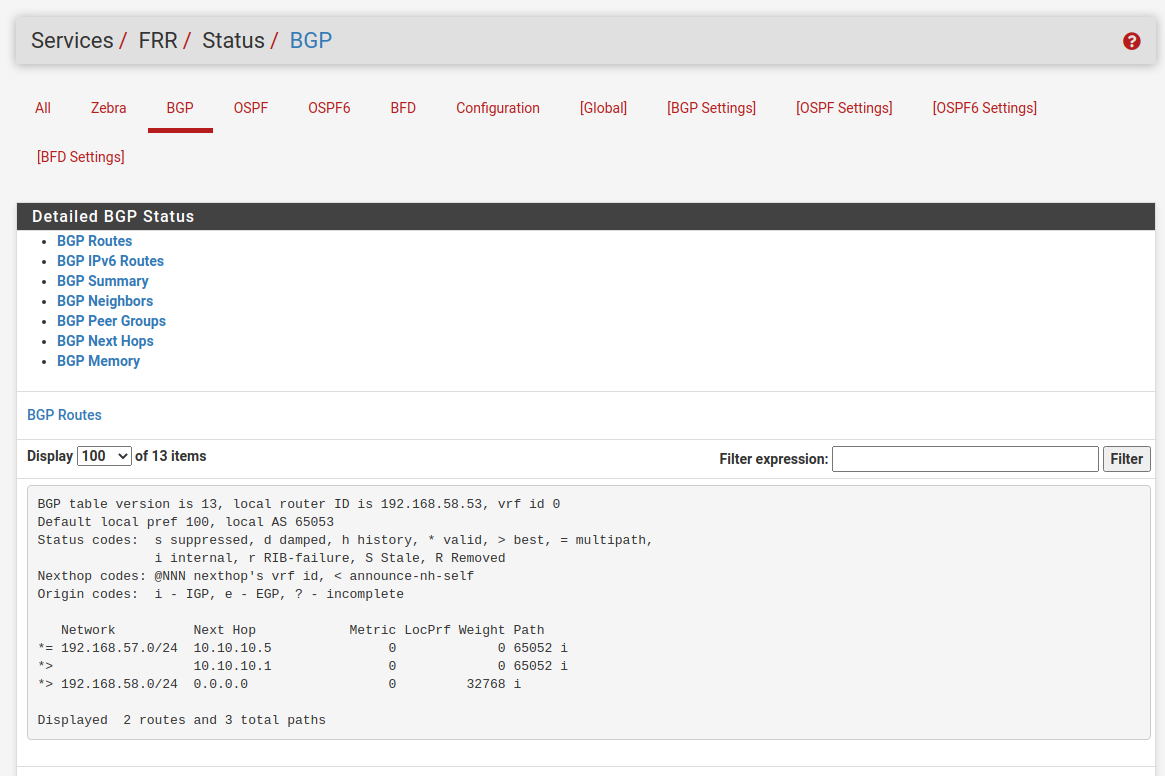 Services / FRR / Status / BGP
All Zebra BGP OSPF OSPF6 BFD Configuration [Global] [BGP Settings] [OSPF Settings] [OSPF6 Settings]
[BFD Settings]
Detailed BGP Status
BGP Routes
BGP IPv6 Routes
BGP Summary
BGP Neighbors
BGP Peer Groups
BGP Next Hops
BGP Memory
BGP Routes
Display 100 of 13 items Filter expression: Filter
BGP table version is 13, local router ID is 192.168.58.53, vrf id 0
Default local pref 100, local AS 65053
Status codes:  s suppressed, d damped, h history, * valid, > best, = multipath,
               i internal, r RIB-failure, S Stale, R Removed
Nexthop codes: @NNN nexthop's vrf id, < announce-nh-self
Origin codes:  i - IGP, e - EGP, ? - incomplete
   Network          Next Hop            Metric LocPrf Weight Path
*= 192.168.57.0/24  10.10.10.5               0             0 65052 i
*>                  10.10.10.1               0             0 65052 i
*> 192.168.58.0/24  0.0.0.0                  0         32768 i
Displayed  2 routes and 3 total paths